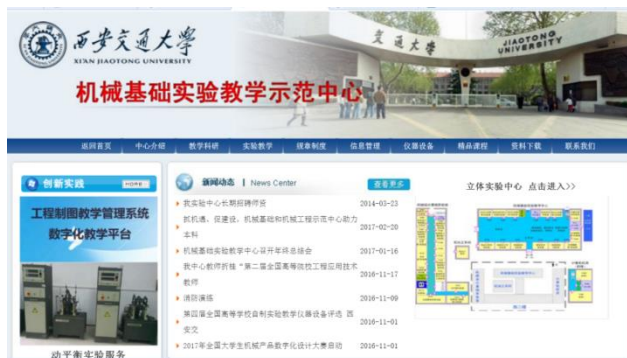 西安交通大學
XI'AN JIAOTONG UNIVERSITY
交通大学
JIAOTONG
UNIVERSITY
机械基础实验教学示范中心
返回首页 中心介绍 教学科研 实验教学 规章制度 信息管理 仪器设备 精品课程 资料下载 联系我们
创新实践
工程制图教学管理系统
数字化教学平台
动平衡实验服务
新闻动态 | News Center 查看更多
我实验中心长期招聘师资 2014-03-23
抓机遇、促建设，机械基础和机械工程示范中心助力
本科 2017-02-20
机械基础实验教学中心召开年终总结会 2017-01-16
我中心教师折桂“第二届全国高等院校工程应用技术
教师 2016-11-17
消防演练 2016-11-09
第四届全国高等学校自制实验教学仪器设备评选 西
安交 2016-11-01
2017年全国大学生机械产品数字化设计大赛启动 2016-11-01
立体实验中心 点击进入>>